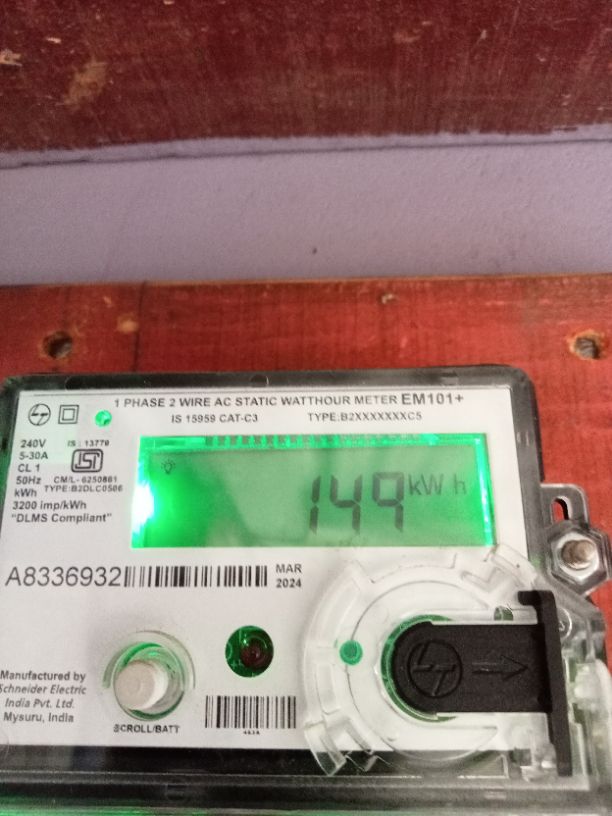 1 PHASE 2 WIRE AC STATIC WATTHOUR METER EM101+
IS 15959 CAT-C3 TYPE:B2XXXXXXXC5
240V
5-30A
CL 1
50Hz
kWh
3200 imp/kWh
"DLMS Compliant"
IS : 13779
ISI
CM/L- 6250861
TYPE:B2DLC0506
149 kWh
A8336932
MAR
2024
Manufactured by
Schneider Electric
India Pvt. Ltd.
Mysuru, India
SCROLL/BATT